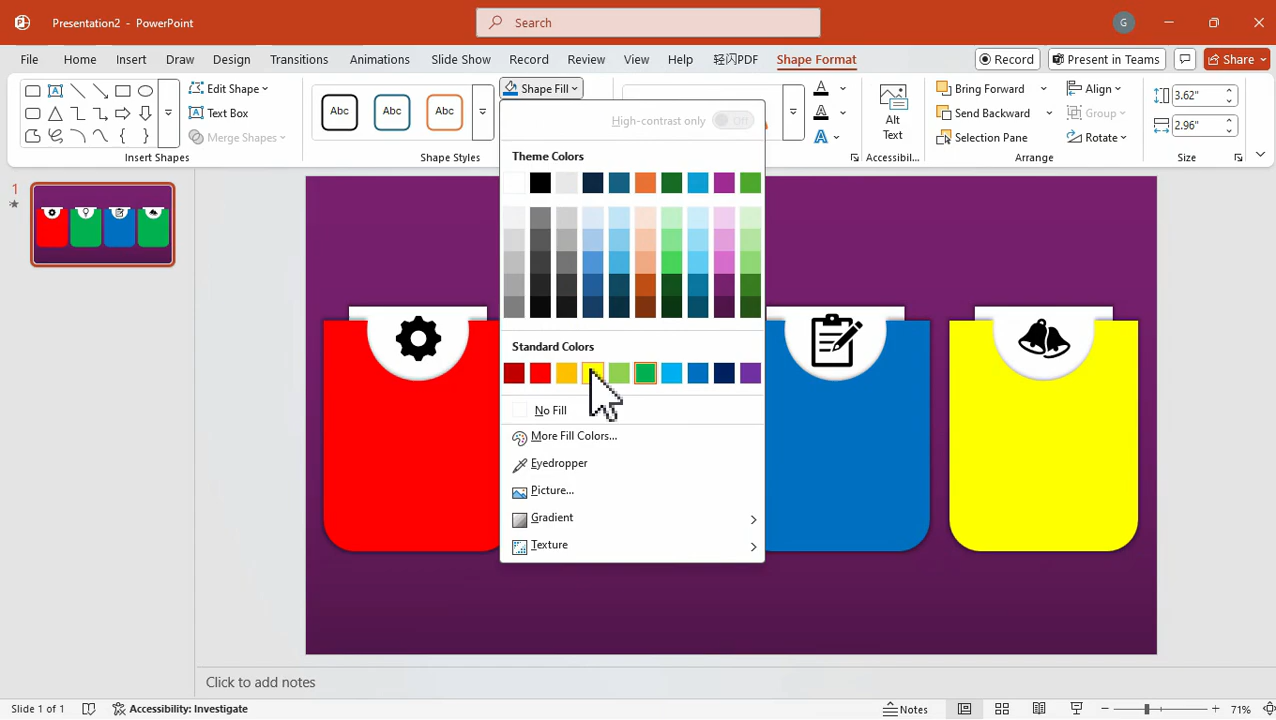 Presentation2 - PowerPoint
Search
G
File Home Insert Draw Design Transitions Animations Slide Show Record Review View Help 轻闪PDF Shape Format
Record Present in Teams Share
Edit Shape
Text Box
Merge Shapes
Insert Shapes
Abc Abc Abc
Shape Styles
Shape Fill
High-contrast only Off
Theme Colors
Standard Colors
No Fill
More Fill Colors...
Eyedropper
Picture...
Gradient
Texture
Alt
Text
Accessibili...
Bring Forward
Send Backward
Selection Pane
Align
Group
Rotate
Arrange
3.62"
2.96"
Size
1
Click to add notes
Slide 1 of 1 Accessibility: Investigate Notes 71%